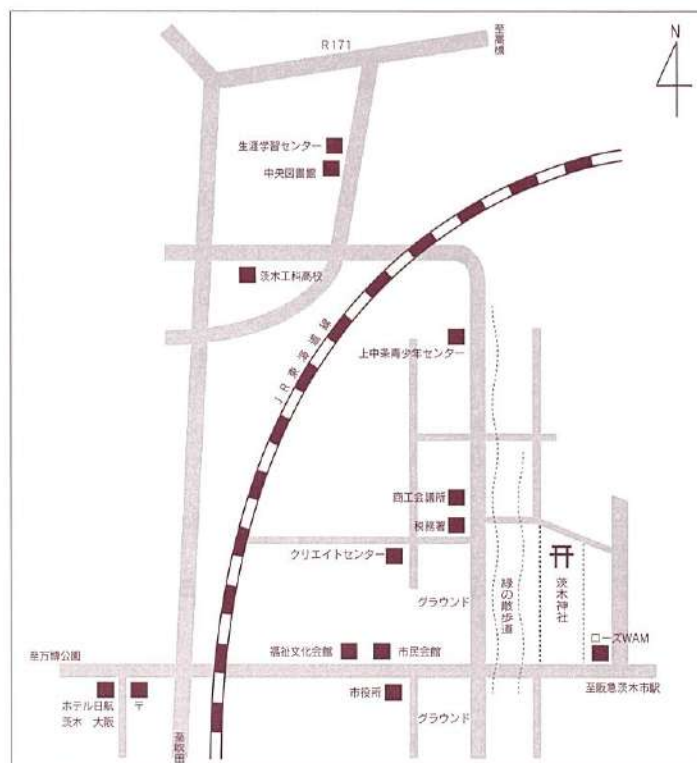 R171
至高槻
N
生涯学習センター
中央図書館
茨木工科高校
JR東海道線
上中条青少年センター
商工会議所
税務署
クリエイトセンター
グラウンド
緑の散歩道
茨木神社
ローズWAM
至万博公園
福祉文化会館
市民会館
至阪急茨木市駅
ホテル日航
茨木 大阪
〒
市役所
グラウンド
至吹田